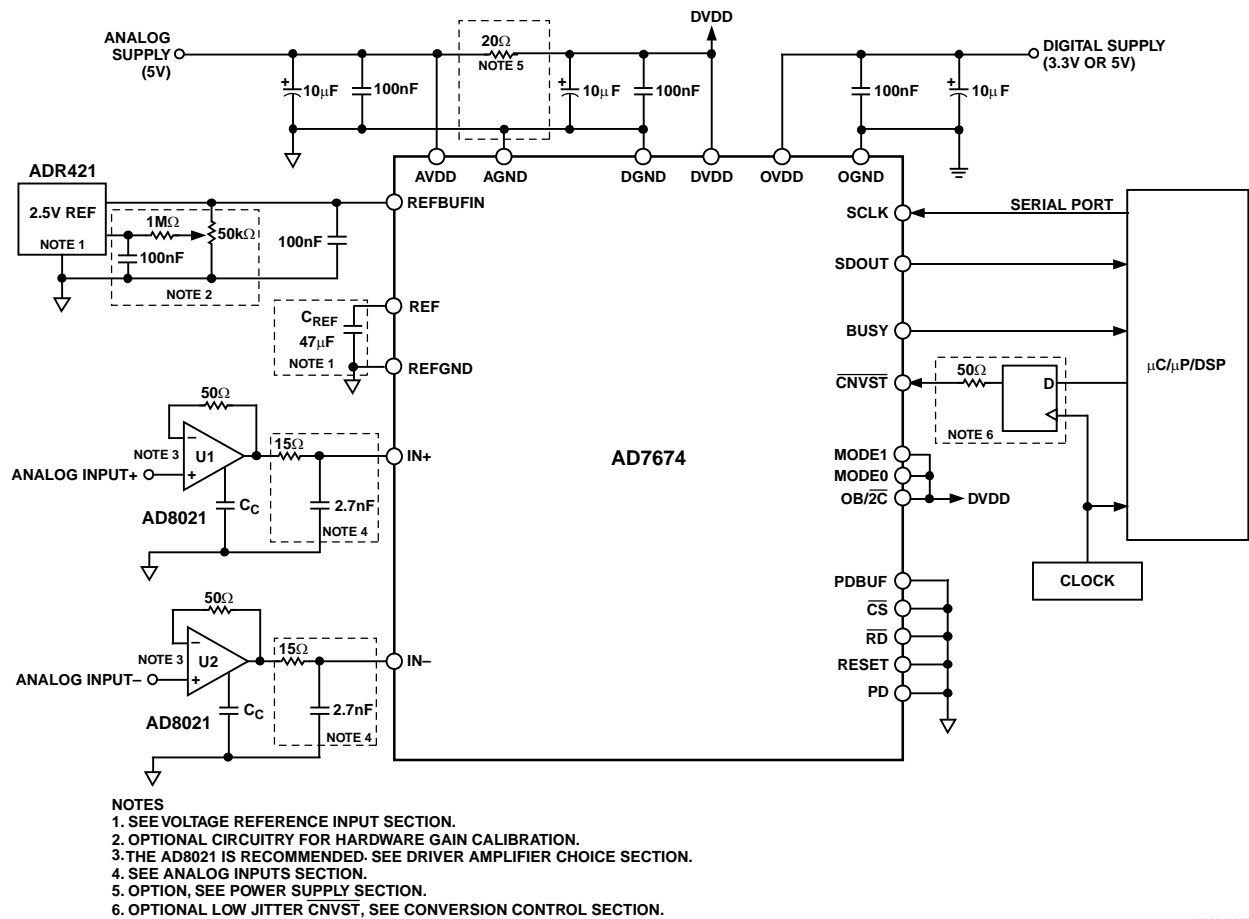 ANALOG
SUPPLY
(5V)
20Ω
NOTE 5
DVDD
DIGITAL SUPPLY
(3.3V OR 5V)
+
10μF
100nF
+
10μF
100nF
100nF
+
10μF
ADR421
2.5V REF
NOTE 1
1MΩ
50kΩ
100nF
NOTE 2
100nF
AVDD
AGND
DGND
DVDD
OVDD
OGND
REFBUFIN
REF
REFGND
CREF
47μF
NOTE 1
50Ω
NOTE 3
−
U1
+
ANALOG INPUT+
CC
AD8021
15Ω
2.7nF
NOTE 4
IN+
50Ω
NOTE 3
−
U2
+
ANALOG INPUT−
CC
AD8021
15Ω
2.7nF
NOTE 4
IN−
AD7674
SCLK
SERIAL PORT
SDOUT
BUSY
CNVST
50Ω
D
NOTE 6
μC/μP/DSP
MODE1
MODE0
OB/2C
DVDD
CLOCK
PDBUF
CS
RD
RESET
PD
NOTES
1. SEE VOLTAGE REFERENCE INPUT SECTION.
2. OPTIONAL CIRCUITRY FOR HARDWARE GAIN CALIBRATION.
3. THE AD8021 IS RECOMMENDED. SEE DRIVER AMPLIFIER CHOICE SECTION.
4. SEE ANALOG INPUTS SECTION.
5. OPTION, SEE POWER SUPPLY SECTION.
6. OPTIONAL LOW JITTER CNVST, SEE CONVERSION CONTROL SECTION.